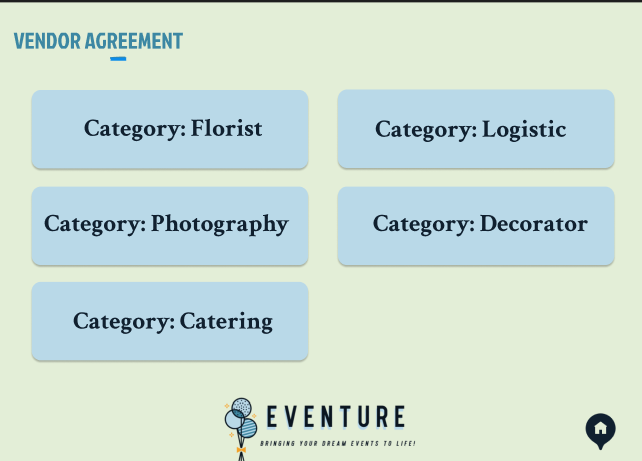 VENDOR AGREEMENT
Category: Florist
Category: Logistic
Category: Photography
Category: Decorator
Category: Catering
EVENTURE
BRINGING YOUR DREAM EVENTS TO LIFE!